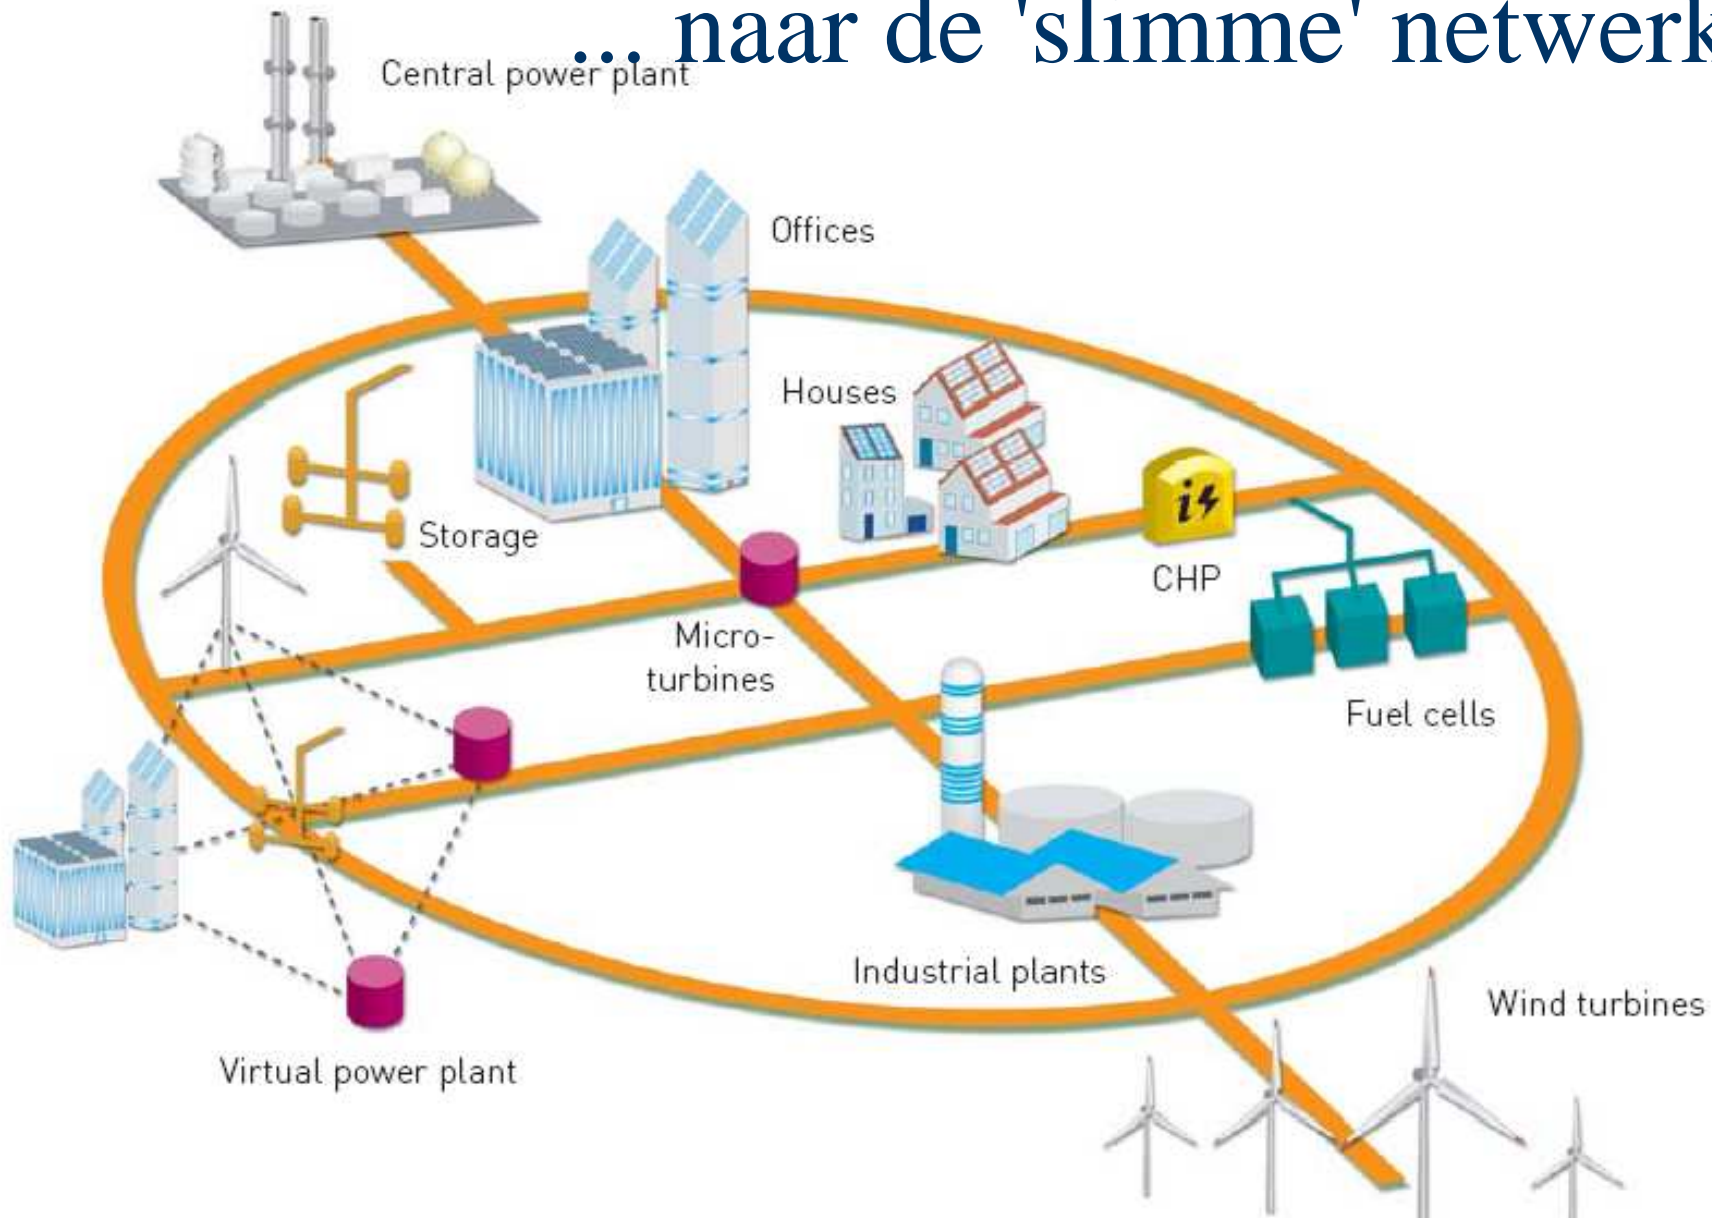 ... naar de 'slimme' netwerk
Central power plant
Offices
Houses
Storage
CHP
Micro-
turbines
Fuel cells
Industrial plants
Wind turbines
Virtual power plant